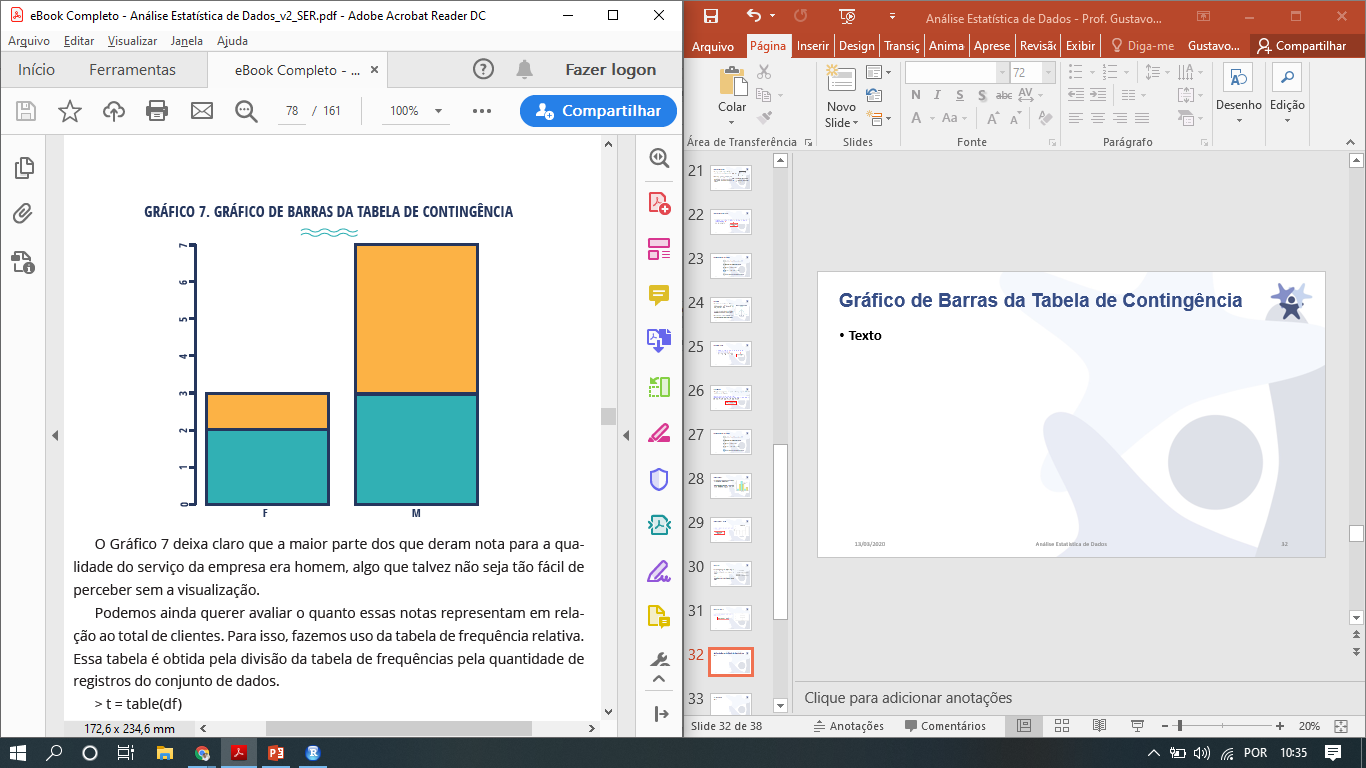 eBook Completo - Análise Estatística de Dados_v2_SER.pdf - Adobe Acrobat Reader DC
Arquivo Editar Visualizar Janela Ajuda
Início Ferramentas eBook Completo - ... Fazer logon
78 / 161 100% Compartilhar
GRÁFICO 7. GRÁFICO DE BARRAS DA TABELA DE CONTINGÊNCIA
7
6
5
4
3
2
1
0
F M
O Gráfico 7 deixa claro que a maior parte dos que deram nota para a qua-
lidade do serviço da empresa era homem, algo que talvez não seja tão fácil de
perceber sem a visualização.
Podemos ainda querer avaliar o quanto essas notas representam em rela-
ção ao total de clientes. Para isso, fazemos uso da tabela de frequência relativa.
Essa tabela é obtida pela divisão da tabela de frequências pela quantidade de
registros do conjunto de dados.
> t = table(df)
172,6 x 234,6 mm
Análise Estatística de Dados - Prof. Gustavo...
Arquivo Página Inserir Design Transiç Anima Aprese Revisã Exibir Diga-me Gustavo... Compartilhar
Colar
Novo
Slide
72
N I S S abc AV
A Aa A A
Desenho Edição
Área de Transferência Slides Fonte Parágrafo
21
22
23
24
25
26
27
28
29
30
31
32
33
Gráfico de Barras da Tabela de Contingência
• Texto
13/03/2020 Análise Estatística de Dados 32
Clique para adicionar anotações
Slide 32 de 38 Anotações Comentários 20%
POR 10:35